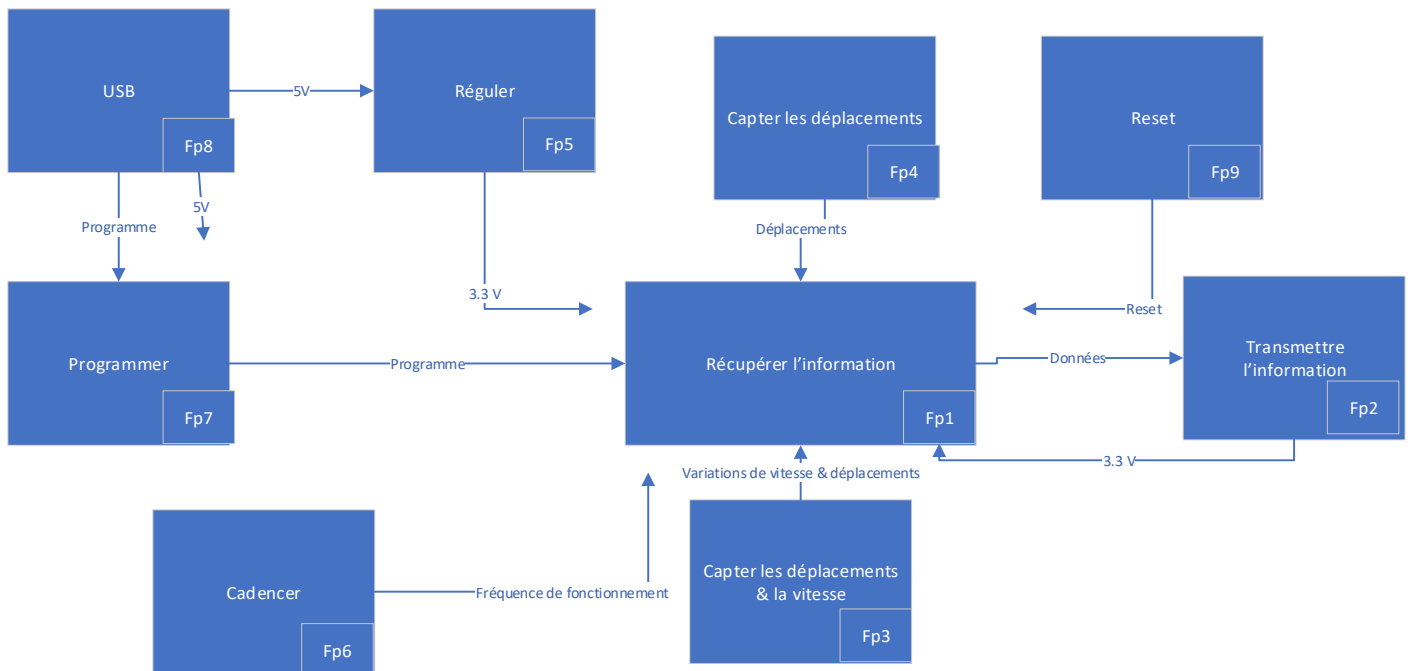 USB
Fp8
5V
Réguler
Fp5
Capter les déplacements
Fp4
Reset
Fp9
Programme
5V
Déplacements
3.3 V
Reset
Programmer
Fp7
Programme
Récupérer l’information
Fp1
Données
Transmettre
l’information
Fp2
3.3 V
Variations de vitesse & déplacements
Cadencer
Fp6
Fréquence de fonctionnement
Capter les déplacements
& la vitesse
Fp3